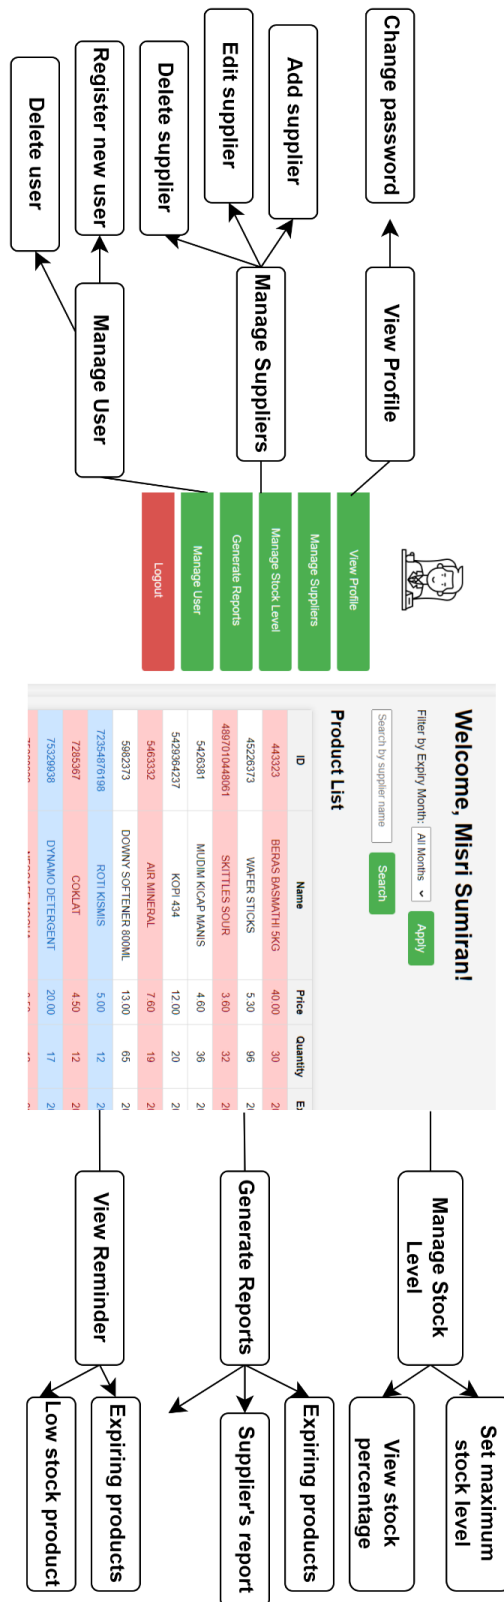 Change password
View Profile
Add supplier
Edit supplier
Delete supplier
Manage Suppliers
Register new user
Delete user
Manage User
View Profile
Manage Suppliers
Manage Stock Level
Generate Reports
Manage User
Logout
Welcome, Misri Sumiran!
Filter by Expiry Month: All Months Apply
Search by supplier name Search
Product List
ID Name Price Quantity
443323 BERAS BASMATHI 5KG 40.00 30
45226373 WAFER STICKS 5.30 96
4897010448061 SKITTLES SOUR 3.60 32
5426381 MUDIM KICAP MANIS 4.60 36
5429364237 KOPI 434 12.00 20
5463332 AIR MINERAL 7.60 19
5982373 DOWNY SOFTENER 800ML 13.00 65
72354876198 ROTI KISMIS 5.00 12
7285367 COKLAT 4.50 12
75329938 DYNAMO DETERGENT 20.00 17
Manage Stock
Level
Set maximum
stock level
View stock
percentage
Generate Reports
Expiring products
Supplier's report
View Reminder
Expiring products
Low stock product